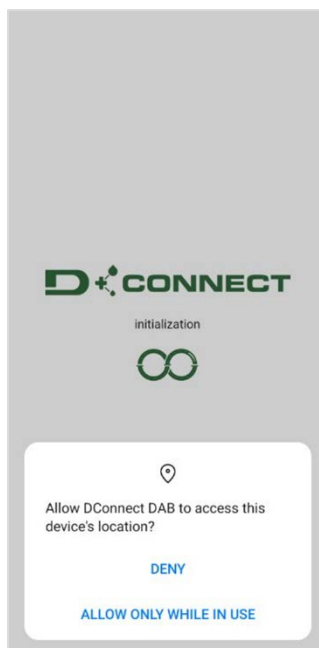 D CONNECT
initialization
Allow DConnect DAB to access this
device's location?
DENY
ALLOW ONLY WHILE IN USE